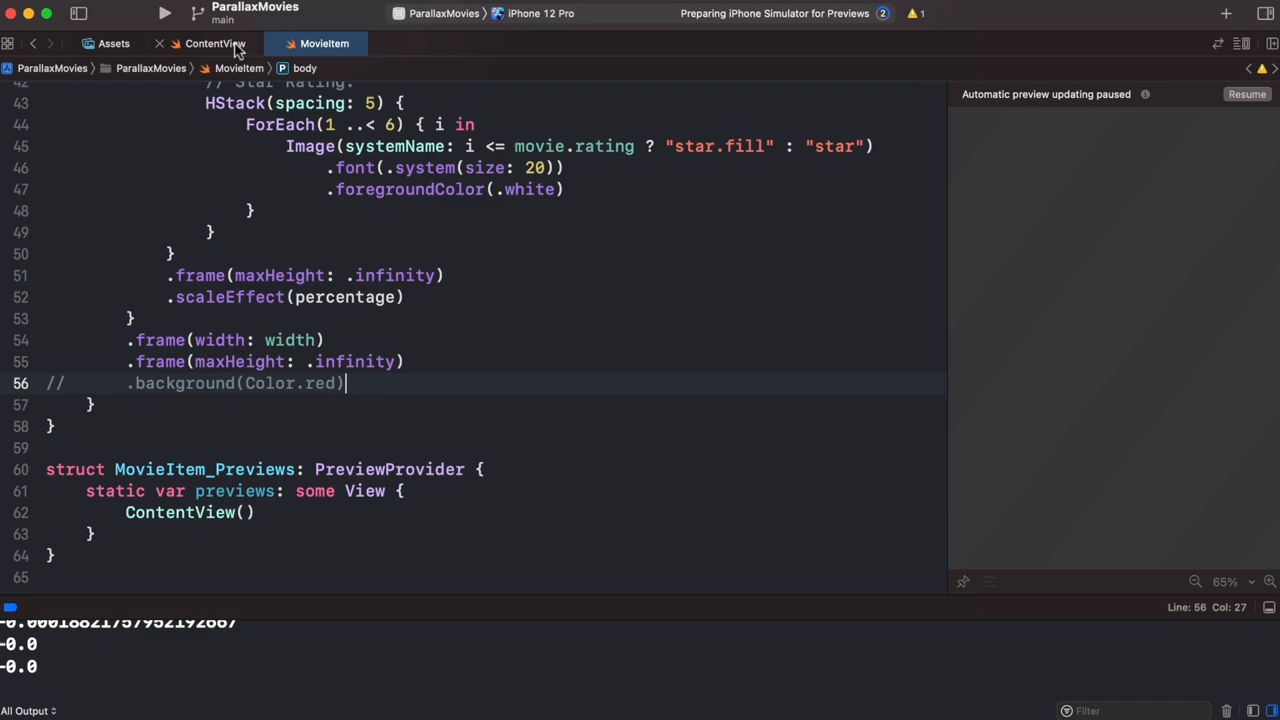 ParallaxMovies
main
ParallaxMovies
iPhone 12 Pro
Preparing iPhone Simulator for Previews
2
1
Assets
ContentView
MovieItem
ParallaxMovies
ParallaxMovies
MovieItem
P
body
42 // Star Rating:
43 HStack(spacing: 5) {
44 ForEach(1 ..< 6) { i in
45 Image(systemName: i <= movie.rating ? "star.fill" : "star")
46 .font(.system(size: 20))
47 .foregroundColor(.white)
48 }
49 }
50 }
51 .frame(maxHeight: .infinity)
52 .scaleEffect(percentage)
53 }
54 .frame(width: width)
55 .frame(maxHeight: .infinity)
56 // .background(Color.red)
57 }
58 }
59
60 struct MovieItem_Previews: PreviewProvider {
61 static var previews: some View {
62 ContentView()
63 }
64 }
65
Automatic preview updating paused
Resume
65%
Line: 56 Col: 27
-0.00018821757952192667
-0.0
-0.0
All Output
Filter